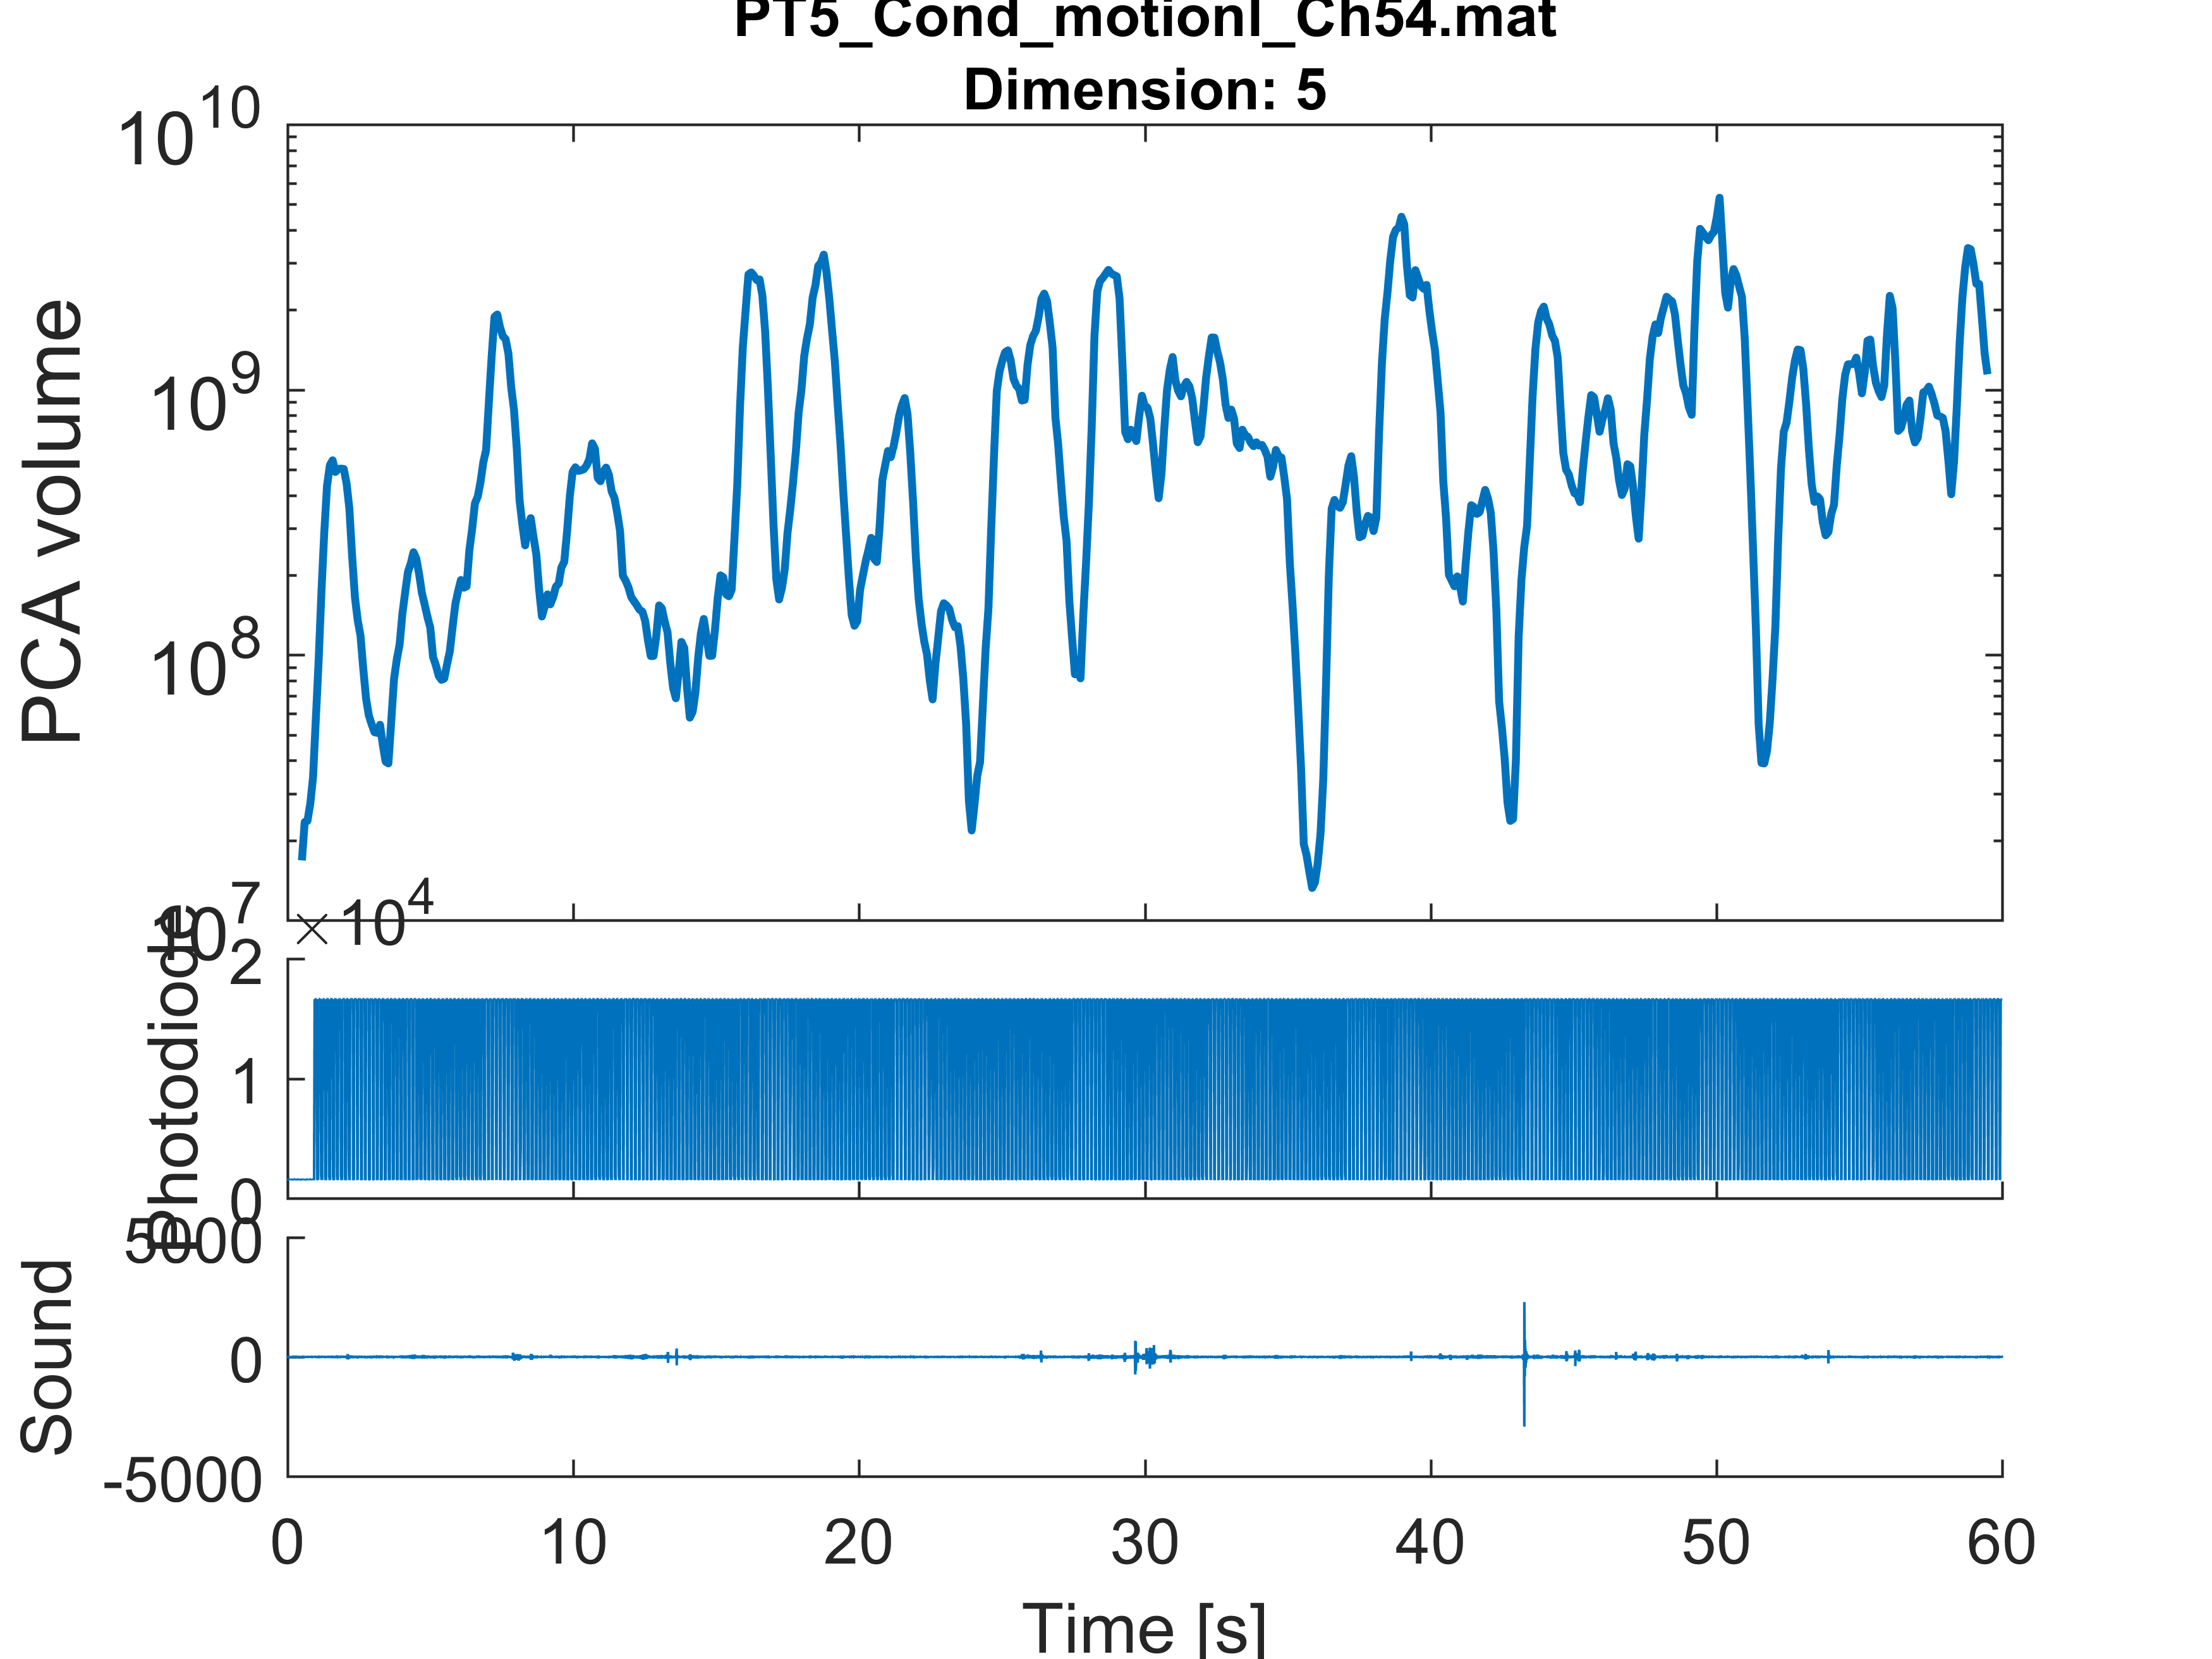 PT5_Cond_motionI_Ch54.mat
Dimension: 5
10^10
10^9
10^8
10^7
PCA volume
×10^4
2
1
0
Photodiode
5000
0
-5000
Sound
0 10 20 30 40 50 60
Time [s]